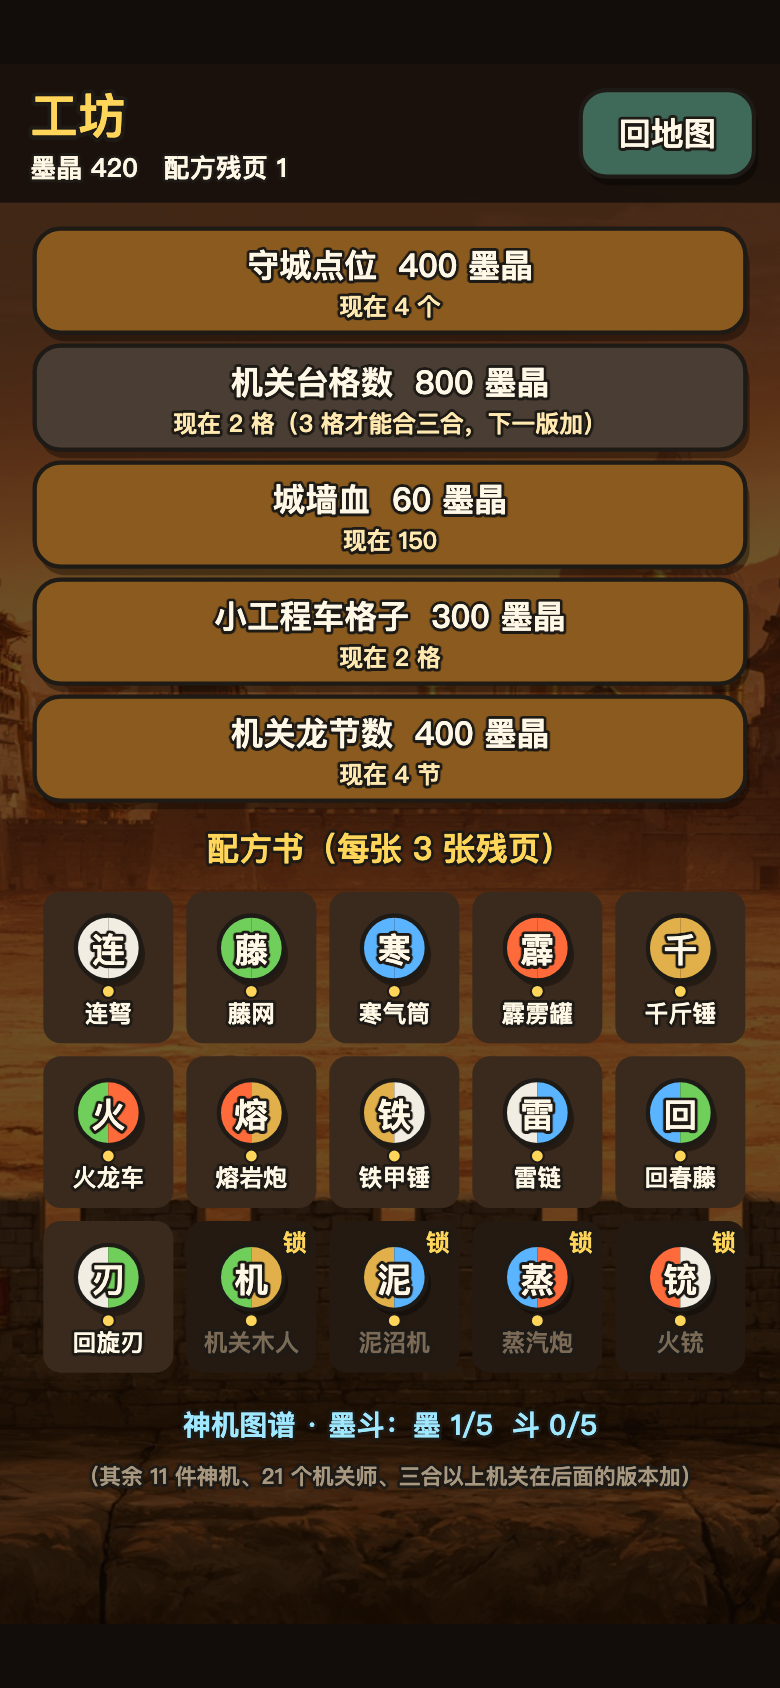 工坊
回地图
墨晶 420 配方残页 1
守城点位 400 墨晶
现在 4 个
机关台格数 800 墨晶
现在 2 格（3 格才能合三合，下一版加）
城墙血 60 墨晶
现在 150
小工程车格子 300 墨晶
现在 2 格
机关龙节数 400 墨晶
现在 4 节
配方书（每张 3 张残页）
连 藤 寒 霹 千
连弩 藤网 寒气筒 霹雳罐 千斤锤
火 熔 铁 雷 回
火龙车 熔岩炮 铁甲锤 雷链 回春藤
锁 锁 锁 锁
刃 机 泥 蒸 铳
回旋刃 机关木人 泥沼机 蒸汽炮 火铳
神机图谱 · 墨斗：墨 1/5 斗 0/5
（其余 11 件神机、21 个机关师、三合以上机关在后面的版本加）